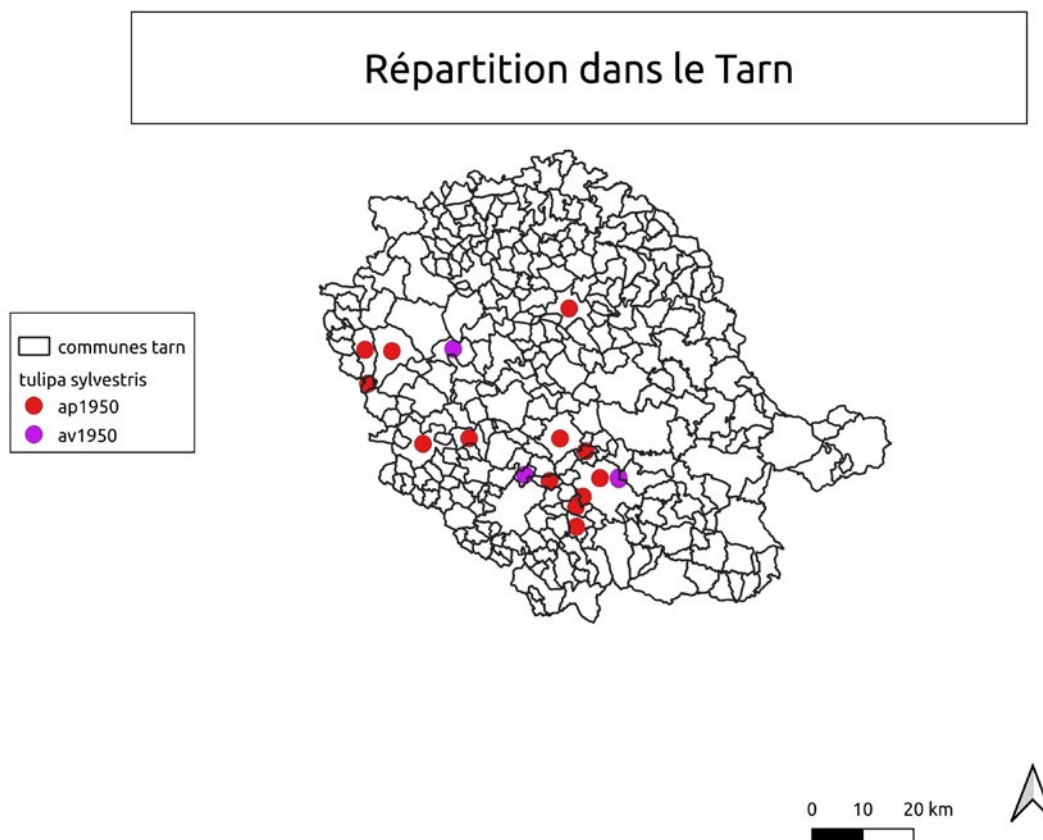 Répartition dans le Tarn
communes tarn
tulipa sylvestris
ap1950
av1950
0 10 20 km